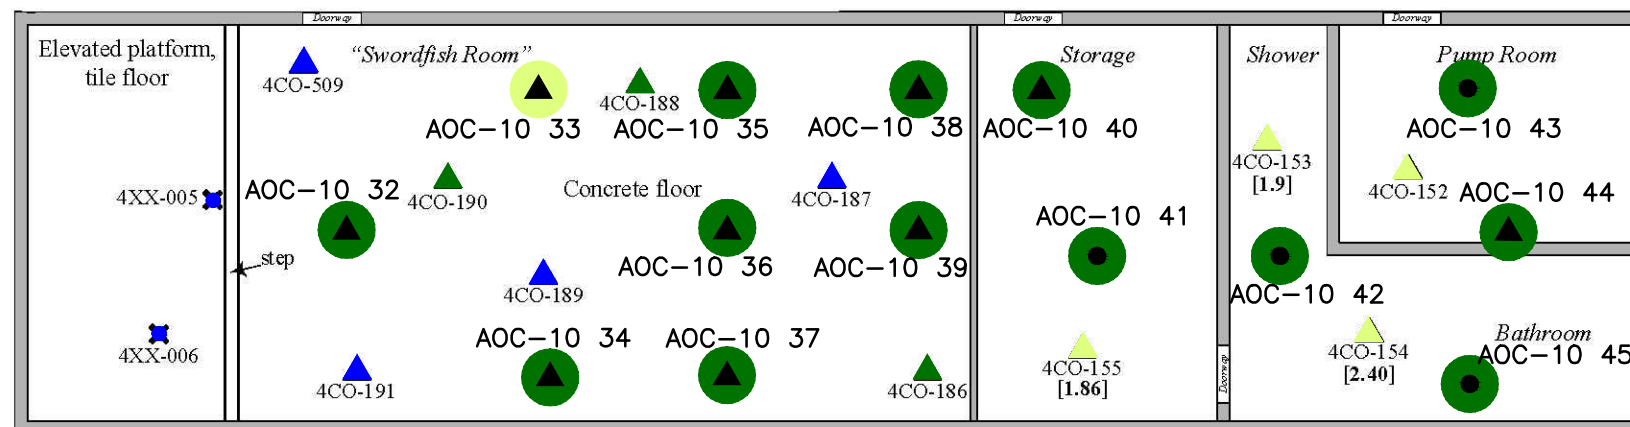 Doorway
Doorway
Doorway
Elevated platform,
tile floor
"Swordfish Room"
Storage
Shower
Pump Room
4CO-509
4CO-188
AOC-10 33
AOC-10 35
AOC-10 38
AOC-10 40
AOC-10 43
4CO-153
[1.9]
4XX-005
AOC-10 32
4CO-190
Concrete floor
4CO-187
4CO-152
AOC-10 44
AOC-10 41
step
AOC-10 36
AOC-10 39
4CO-189
AOC-10 42
4XX-006
AOC-10 34
AOC-10 37
Bathroom
4CO-154
[2.40]
AOC-10 45
4CO-191
4CO-186
4CO-155
[1.86]
Doorway